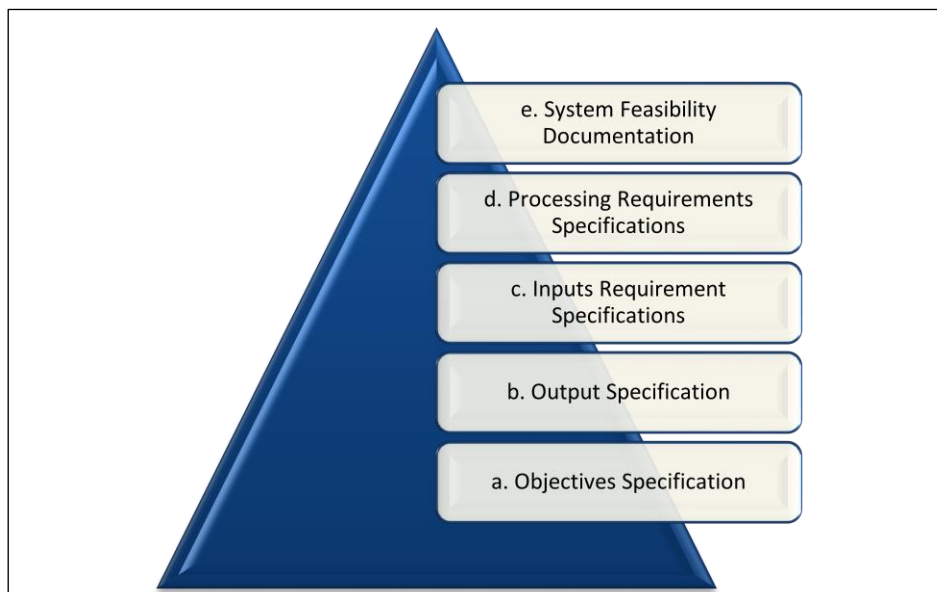 e. System Feasibility
Documentation
d. Processing Requirements
Specifications
c. Inputs Requirement
Specifications
b. Output Specification
a. Objectives Specification